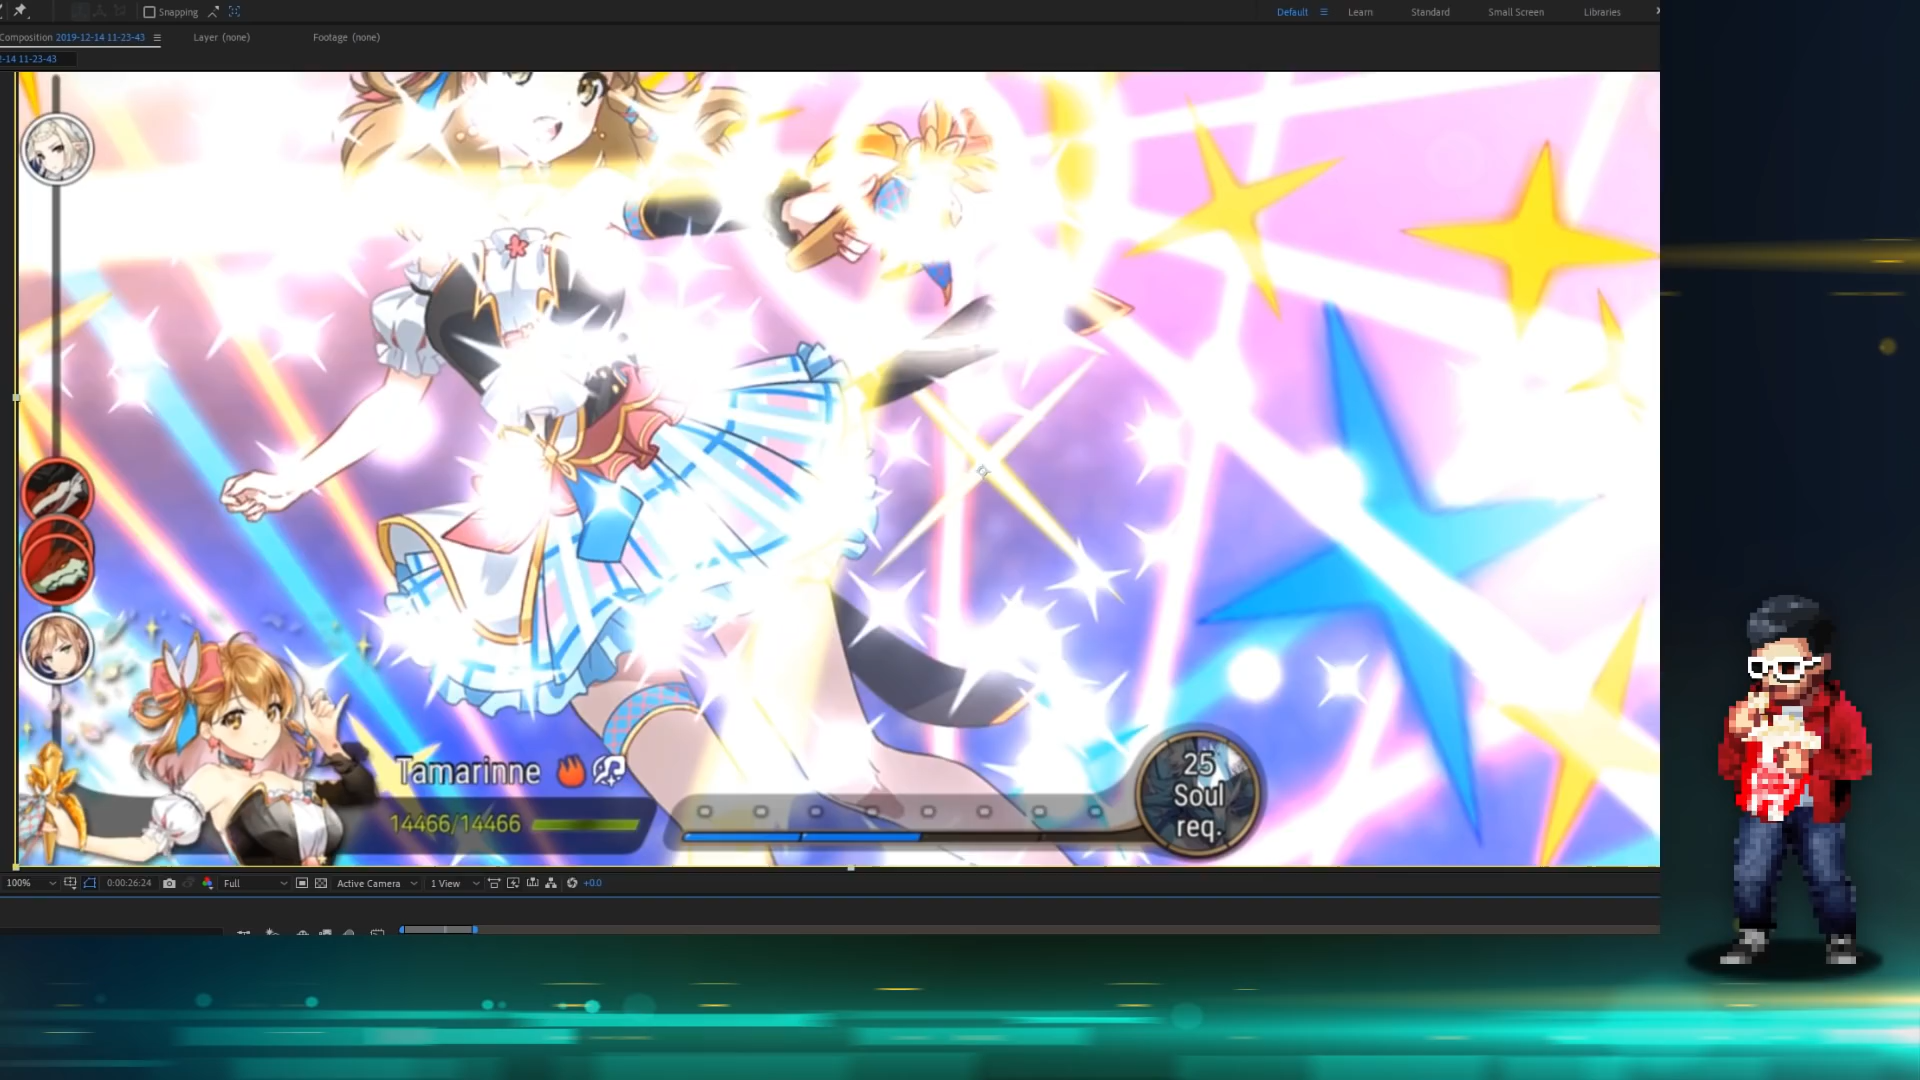 Snapping
Default
Learn
Standard
Small Screen
Libraries
Composition 2019-12-14 11-23-43
Layer (none)
Footage (none)
-14 11-23-43
Tamarinne
14466/14466
25
Soul
req.
100%
0:00:26:24
Full
Active Camera
1 View
+0.0